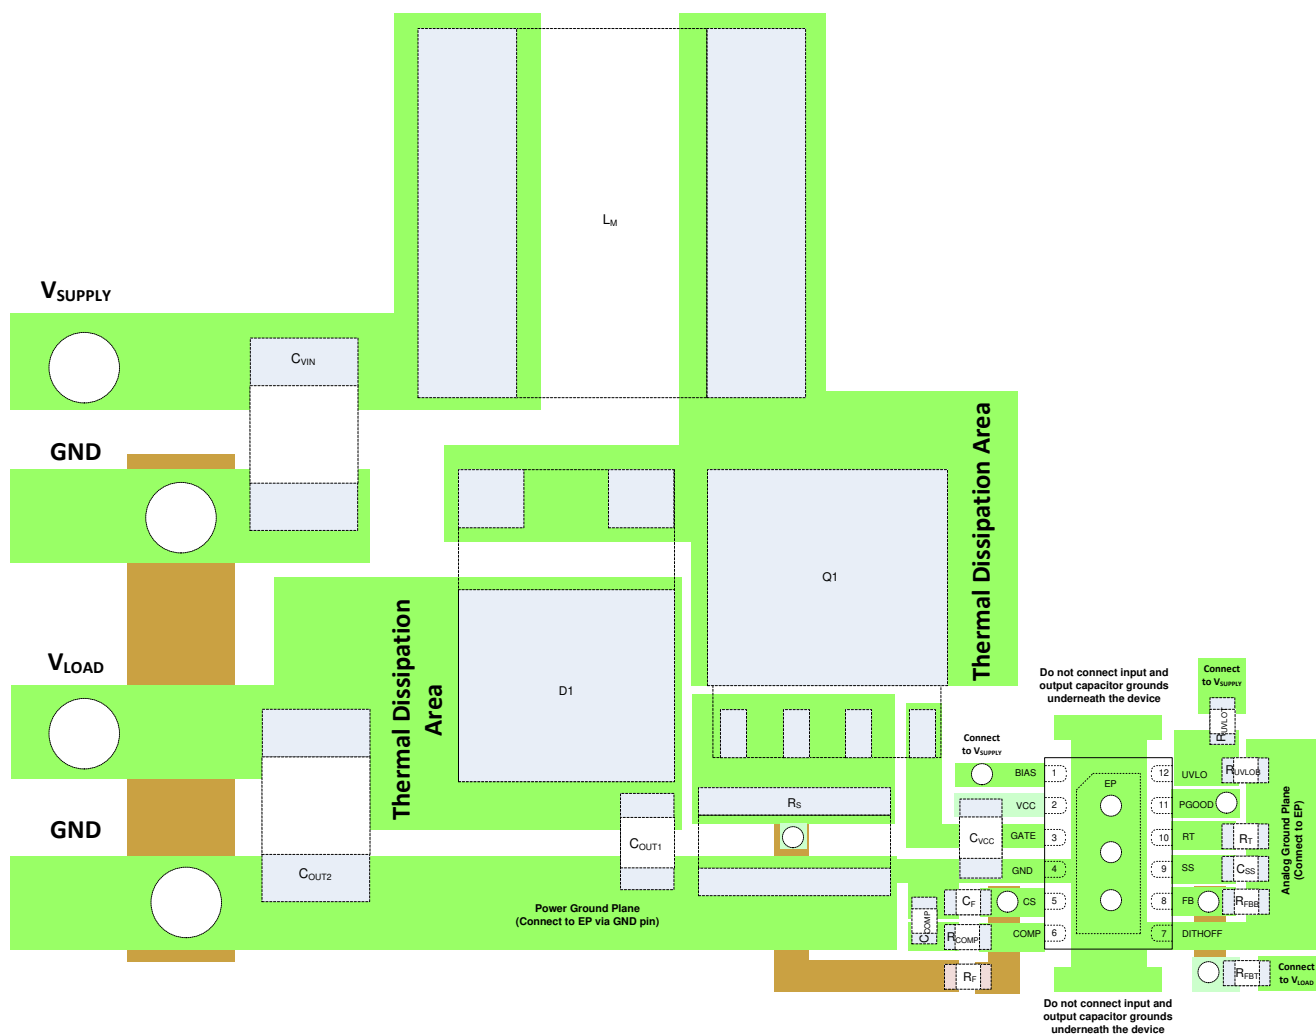 LM
VSUPPLY
CVIN
GND
Thermal Dissipation Area
Q1
Thermal Dissipation
Area
D1
VLOAD
GND
COUT2
COUT1
RS
Power Ground Plane
(Connect to EP via GND pin)
Do not connect input and
output capacitor grounds
underneath the device
Connect
to VSUPPLY
RUVLOT
Connect
to VSUPPLY
BIAS
1
EP
12
UVLO
RUVLOB
VCC
2
11
PGOOD
CVCC
GATE
3
10
RT
RT
GND
4
9
SS
CSS
CF
CS
5
8
FB
RFBB
CCOMP
RCOMP
COMP
6
7
DITHOFF
Analog Ground Plane
(Connect to EP)
RF
RFBT
Connect
to VLOAD
Do not connect input and
output capacitor grounds
underneath the device